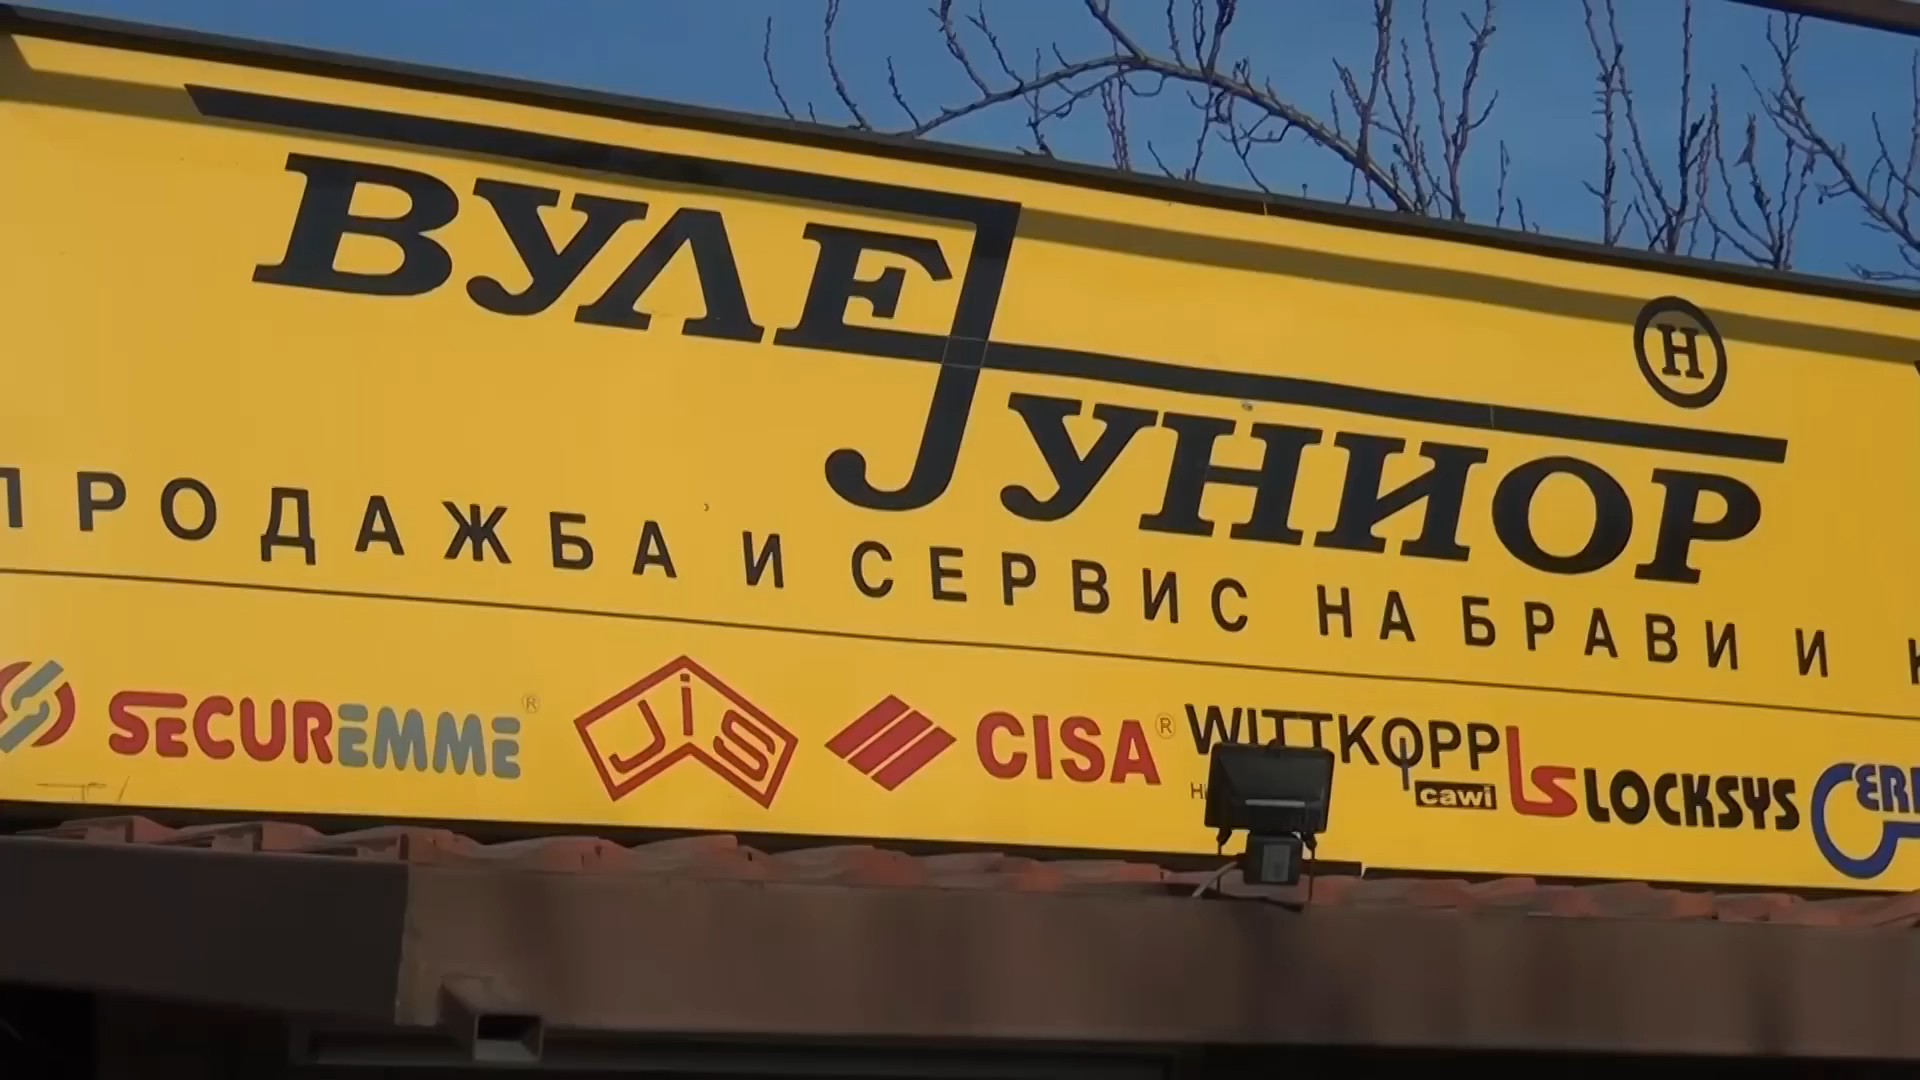 ВУЛЕ ЈУНИОР Н
ПРОДАЖБА И СЕРВИС НА БРАВИ И
SECUREMME ® JiS CISA ® WITTKOPP cawi LS LOCKSYS